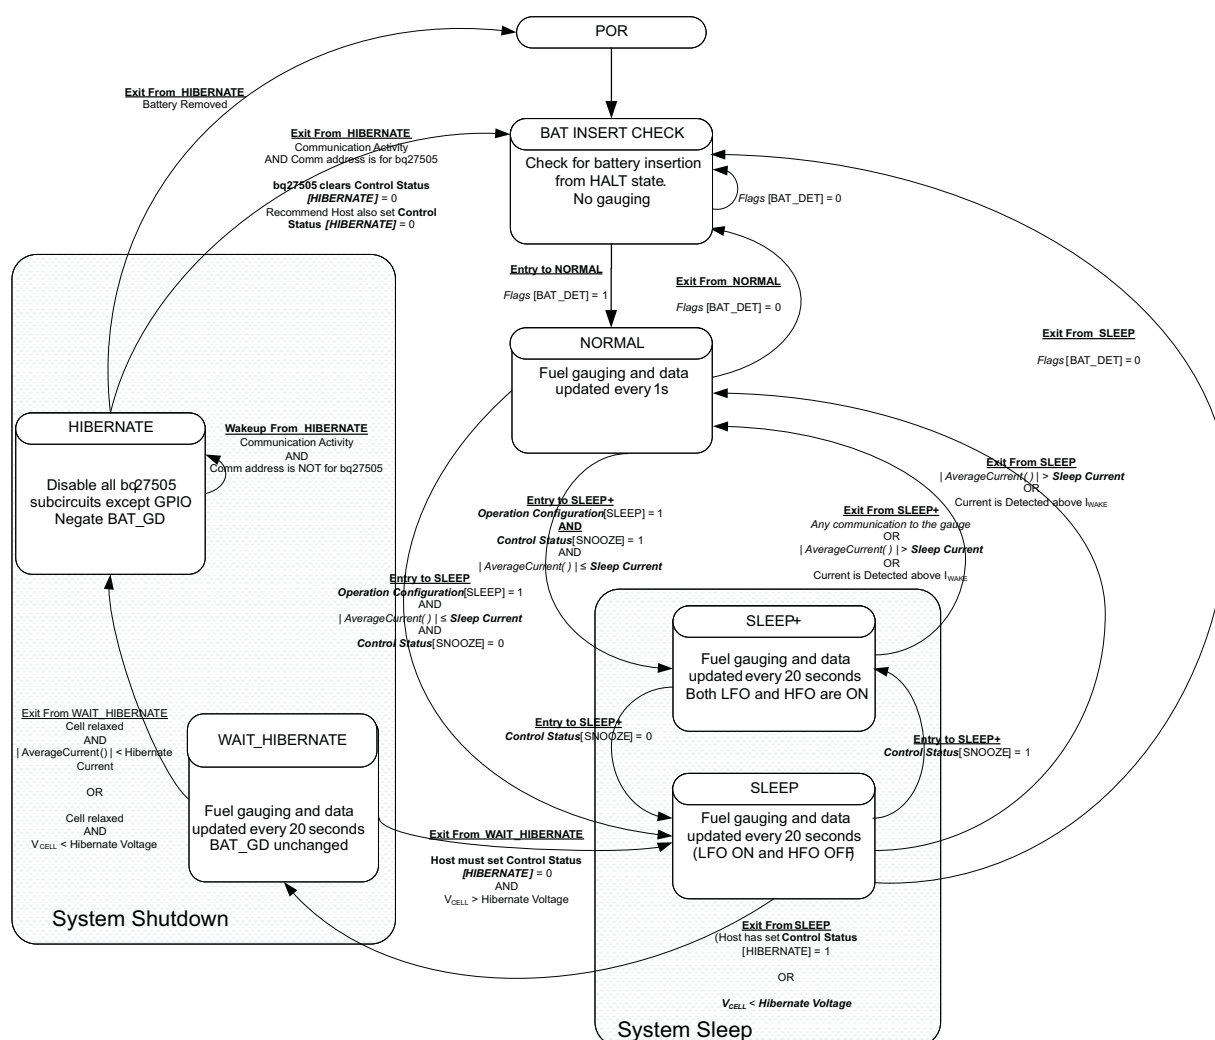 POR
Exit From HIBERNATE
Battery Removed
Exit From HIBERNATE
Communication Activity
AND Comm address is for bq27505
bq27505 clears Control Status
[HIBERNATE] = 0
Recommend Host also set Control
Status [HIBERNATE] = 0
BAT INSERT CHECK
Check for battery insertion
from HALT state.
No gauging
Flags [BAT_DET] = 0
Entry to NORMAL
Flags [BAT_DET] = 1
Exit From NORMAL
Flags [BAT_DET] = 0
Exit From SLEEP
Flags [BAT_DET] = 0
NORMAL
Fuel gauging and data
updated every 1s
HIBERNATE
Disable all bq27505
subcircuits except GPIO
Negate BAT_GD
Wakeup From HIBERNATE
Communication Activity
AND
Comm address is NOT for bq27505
Exit From SLEEP
| AverageCurrent( ) | > Sleep Current
OR
Current is Detected above IWAKE
Entry to SLEEP+
Operation Configuration[SLEEP] = 1
AND
Control Status[SNOOZE] = 1
AND
| AverageCurrent( ) | ≤ Sleep Current
Exit From SLEEP+
Any communication to the gauge
OR
| AverageCurrent( ) | > Sleep Current
OR
Current is Detected above IWAKE
Entry to SLEEP
Operation Configuration[SLEEP] = 1
AND
| AverageCurrent( ) | ≤ Sleep Current
AND
Control Status[SNOOZE] = 0
SLEEP+
Fuel gauging and data
updated every 20 seconds
Both LFO and HFO are ON
Entry to SLEEP+
Control Status[SNOOZE] = 0
Entry to SLEEP+
Control Status[SNOOZE] = 1
Exit From WAIT_HIBERNATE
Cell relaxed
AND
| AverageCurrent() | < Hibernate
Current
OR
Cell relaxed
AND
VCELL < Hibernate Voltage
WAIT_HIBERNATE
Fuel gauging and data
updated every 20 seconds
BAT_GD unchanged
SLEEP
Fuel gauging and data
updated every 20 seconds
(LFO ON and HFO OFF)
Exit From WAIT_HIBERNATE
Host must set Control Status
[HIBERNATE] = 0
AND
VCELL > Hibernate Voltage
System Shutdown
Exit From SLEEP
(Host has set Control Status
[HIBERNATE] = 1
OR
VCELL < Hibernate Voltage
System Sleep